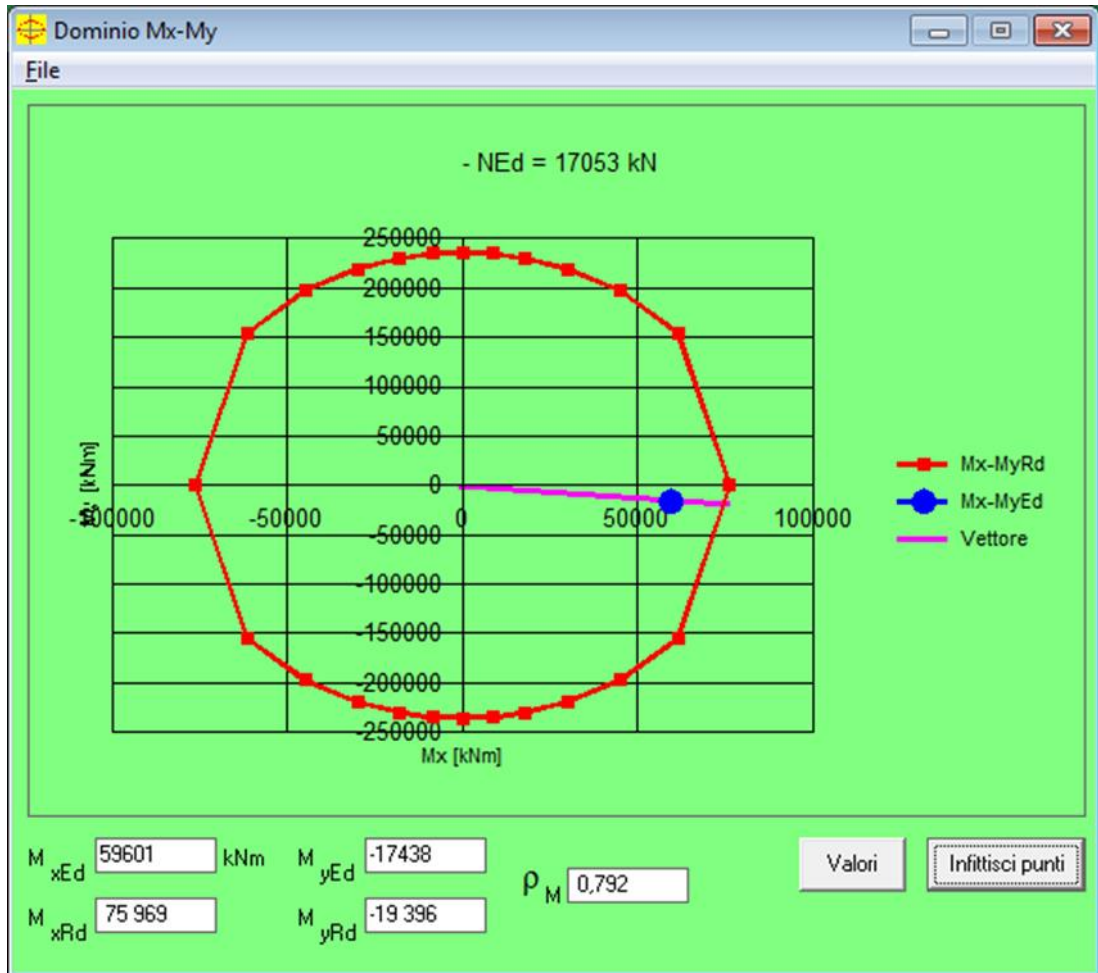 Dominio Mx-My
File
- NEd = 17053 kN
250000
200000
150000
100000
50000
0
-50000
-100000
-150000
-200000
-250000
-100000 -50000 0 50000 100000
[kNm]
Mx [kNm]
Mx-MyRd
Mx-MyEd
Vettore
M xEd 59601 kNm M yEd -17438
ρ M 0,792
Valori Infittisci punti
M xRd 75 969 M yRd -19 396